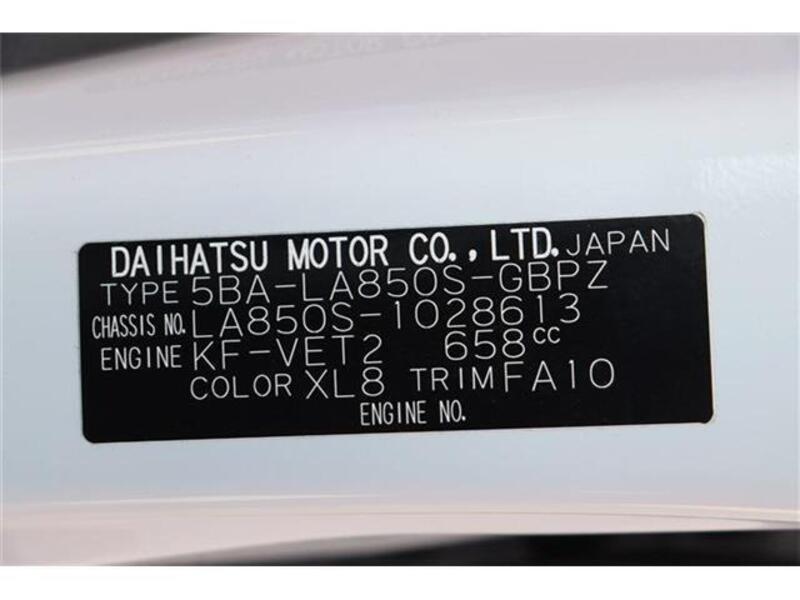 DAIHATSU MOTOR CO., LTD. JAPAN
TYPE 5BA-LA850S-GBPZ
CHASSIS NO. LA850S-1028613
ENGINE KF-VET2 658cc
COLOR XL8 TRIM FA10
ENGINE NO.